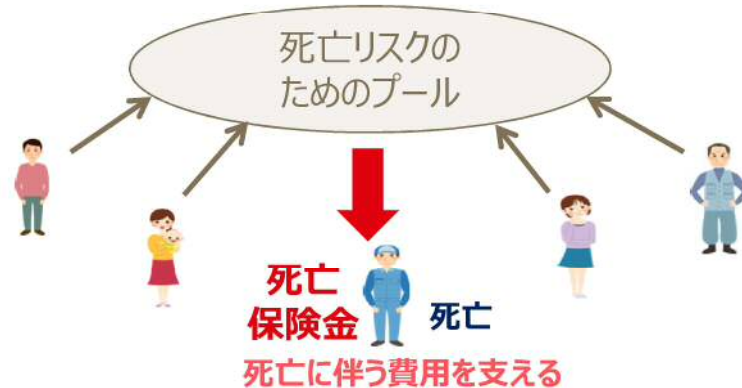 死亡リスクの
ためのプール
死亡
保険金
死亡
死亡に伴う費用を支える